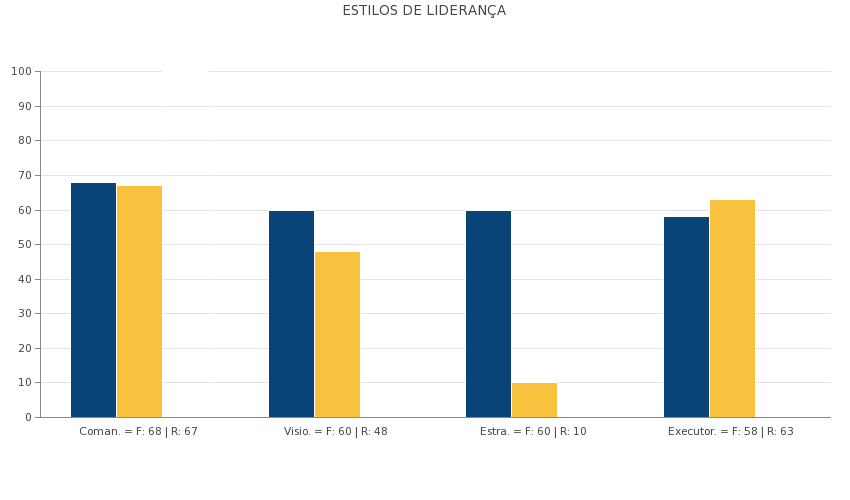 ESTILOS DE LIDERANÇA
100
90
80
70
60
50
40
30
20
10
0
Coman. = F: 68 | R: 67
Visio. = F: 60 | R: 48
Estra. = F: 60 | R: 10
Executor. = F: 58 | R: 63